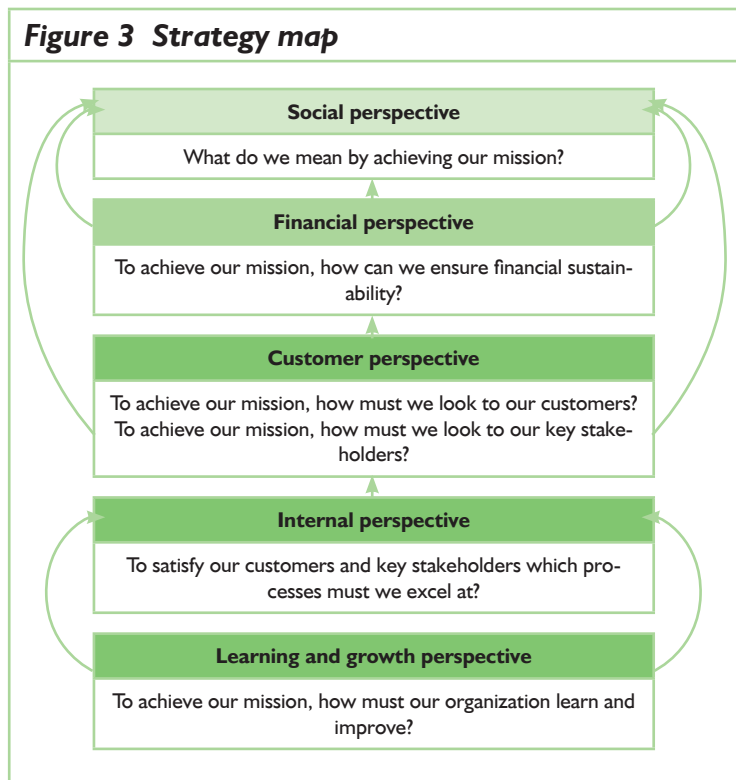 Figure 3 Strategy map
Social perspective
What do we mean by achieving our mission?
Financial perspective
To achieve our mission, how can we ensure financial sustain-
ability?
Customer perspective
To achieve our mission, how must we look to our customers?
To achieve our mission, how must we look to our key stake-
holders?
Internal perspective
To satisfy our customers and key stakeholders which pro-
cesses must we excel at?
Learning and growth perspective
To achieve our mission, how must our organization learn and
improve?